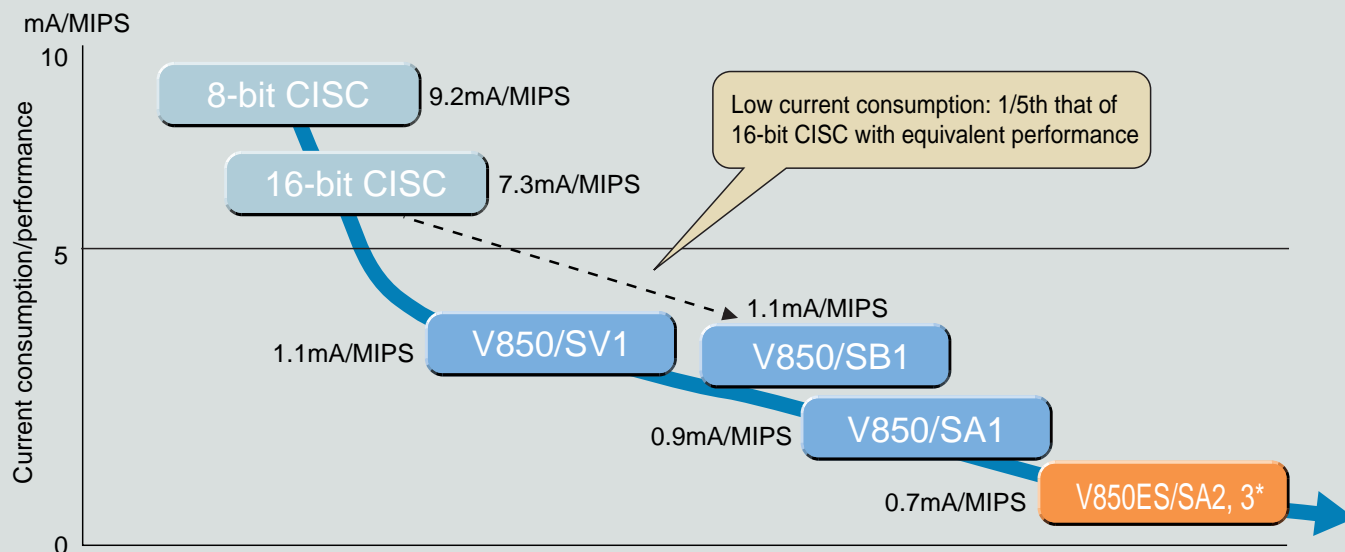 mA/MIPS
10
8-bit CISC
9.2mA/MIPS
Low current consumption: 1/5th that of
16-bit CISC with equivalent performance
16-bit CISC
7.3mA/MIPS
5
Current consumption/performance
1.1mA/MIPS
V850/SV1
1.1mA/MIPS
V850/SB1
0.9mA/MIPS
V850/SA1
0.7mA/MIPS
V850ES/SA2, 3*
0